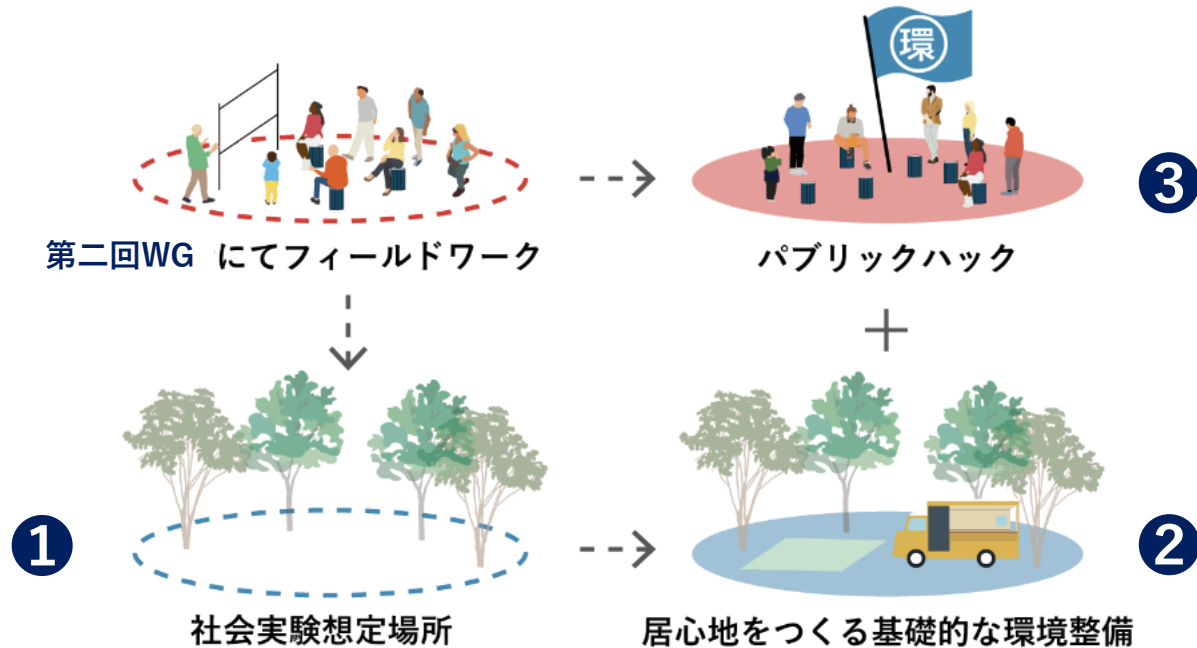 環
3
第二回WG にてフィールドワーク
パブリックハック
+
1
2
社会実験想定場所
居心地をつくる基礎的な環境整備